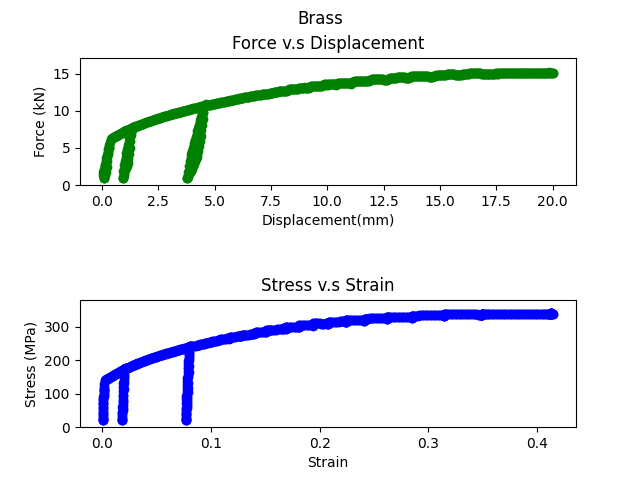 Brass
Force v.s Displacement
15
10
5
0
Force (kN)
0.0 2.5 5.0 7.5 10.0 12.5 15.0 17.5 20.0
Displacement(mm)
Stress v.s Strain
300
200
100
0
Stress (MPa)
0.0 0.1 0.2 0.3 0.4
Strain